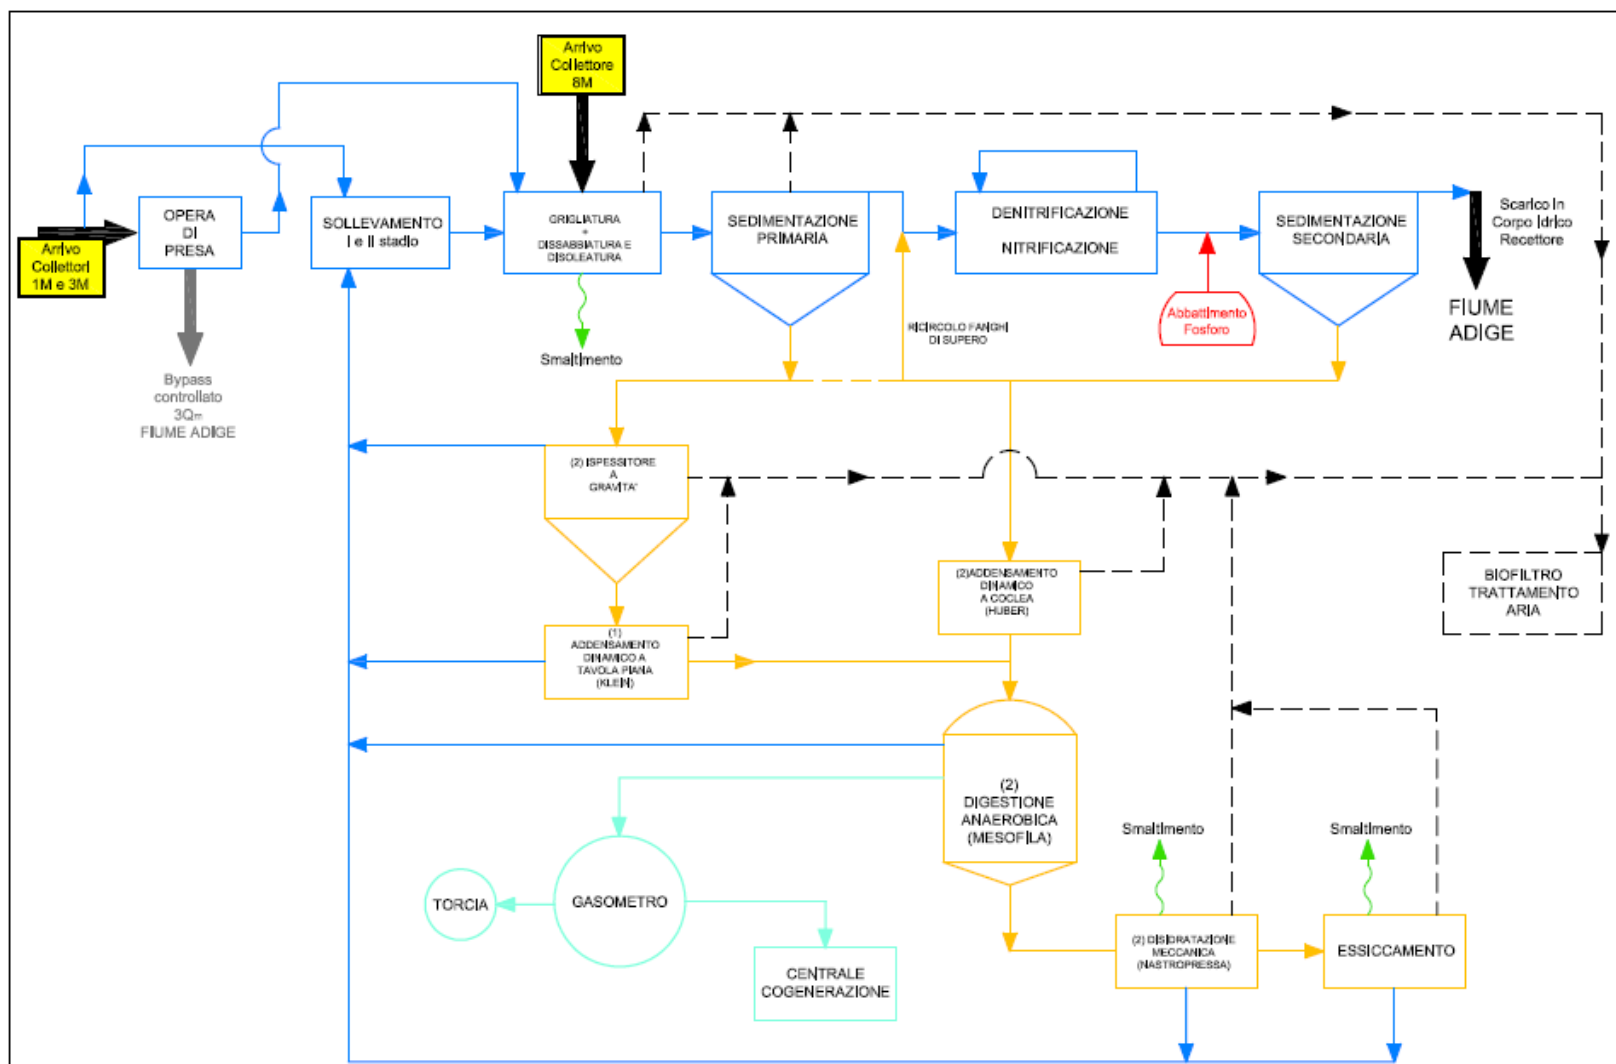 Arrivo
Collettore
8M
OPERA
DI
PRESA
SOLLEVAMENTO
I e II stadio
GRIGLIATURA
+
DISSABBIATURA E
DISOLEATURA
SEDIMENTAZIONE
PRIMARIA
DENITRIFICAZIONE
NITRIFICAZIONE
SEDIMENTAZIONE
SECONDARIA
Scarico in
Corpo Idrico
Recettore
Arrivo
Collettori
1M e 3M
FIUME
ADIGE
Abbattimento
Fosforo
RICIRCOLO FANGHI
DI SUPERO
Smaltimento
Bypass
controllato
3Qm
FIUME ADIGE
(2) ISPESSITORE
A
GRAVITA'
(2)ADDENSAMENTO
DINAMICO
A COCLEA
(HUBER)
BIOFILTRO
TRATTAMENTO
ARIA
(1)
ADDENSAMENTO
DINAMICO A
TAVOLA PIANA
(KLEIN)
(2)
DIGESTIONE
ANAEROBICA
(MESOFILA)
Smaltimento
Smaltimento
TORCIA
GASOMETRO
(2) DISIDRATAZIONE
MECCANICA
(NASTROPRESSA)
ESSICCAMENTO
CENTRALE
COGENERAZIONE